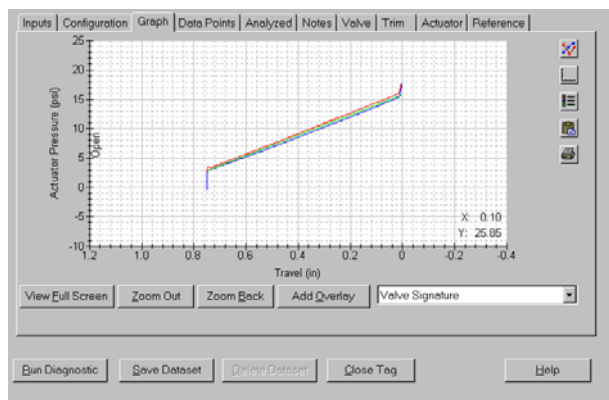 Inputs Configuration Graph Data Points Analyzed Notes Valve Trim Actuator Reference
25
20
15
10
5
0
-5
-10
Actuator Pressure (psi)
Open
X: 0.10
Y: 25.85
1.2 1.0 0.8 0.6 0.4 0.2 0 -0.2 -0.4
Travel (in)
View Full Screen Zoom Out Zoom Back Add Overlay Valve Signature
Run Diagnostic Save Dataset Delete Dataset Close Tag Help